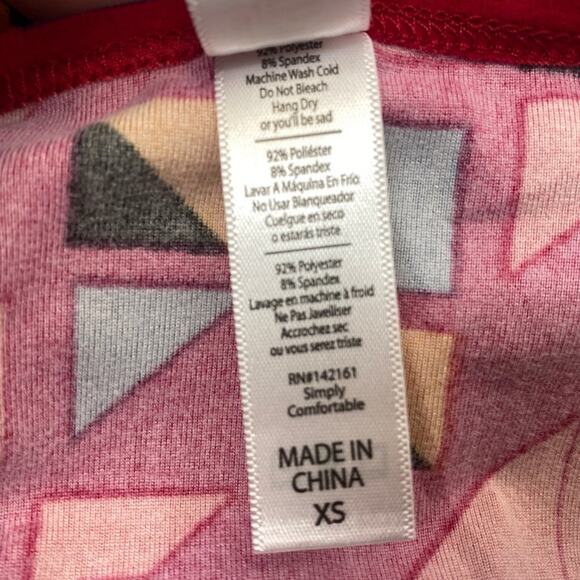 92% Polyester
8% Spandex
Machine Wash Cold
Do Not Bleach
Hang Dry
or you'll be sad
92% Poliéster
8% Spandex
Lavar A Máquina En Frío
No Usar Blanqueador
Cuelgue en seco
o estarás triste
92% Polyester
8% Spandex
Lavage en machine à froid
Ne Pas Javelliser
Accrochez sec
ou vous serez triste
RN#142161
Simply
Comfortable
MADE IN
CHINA
XS